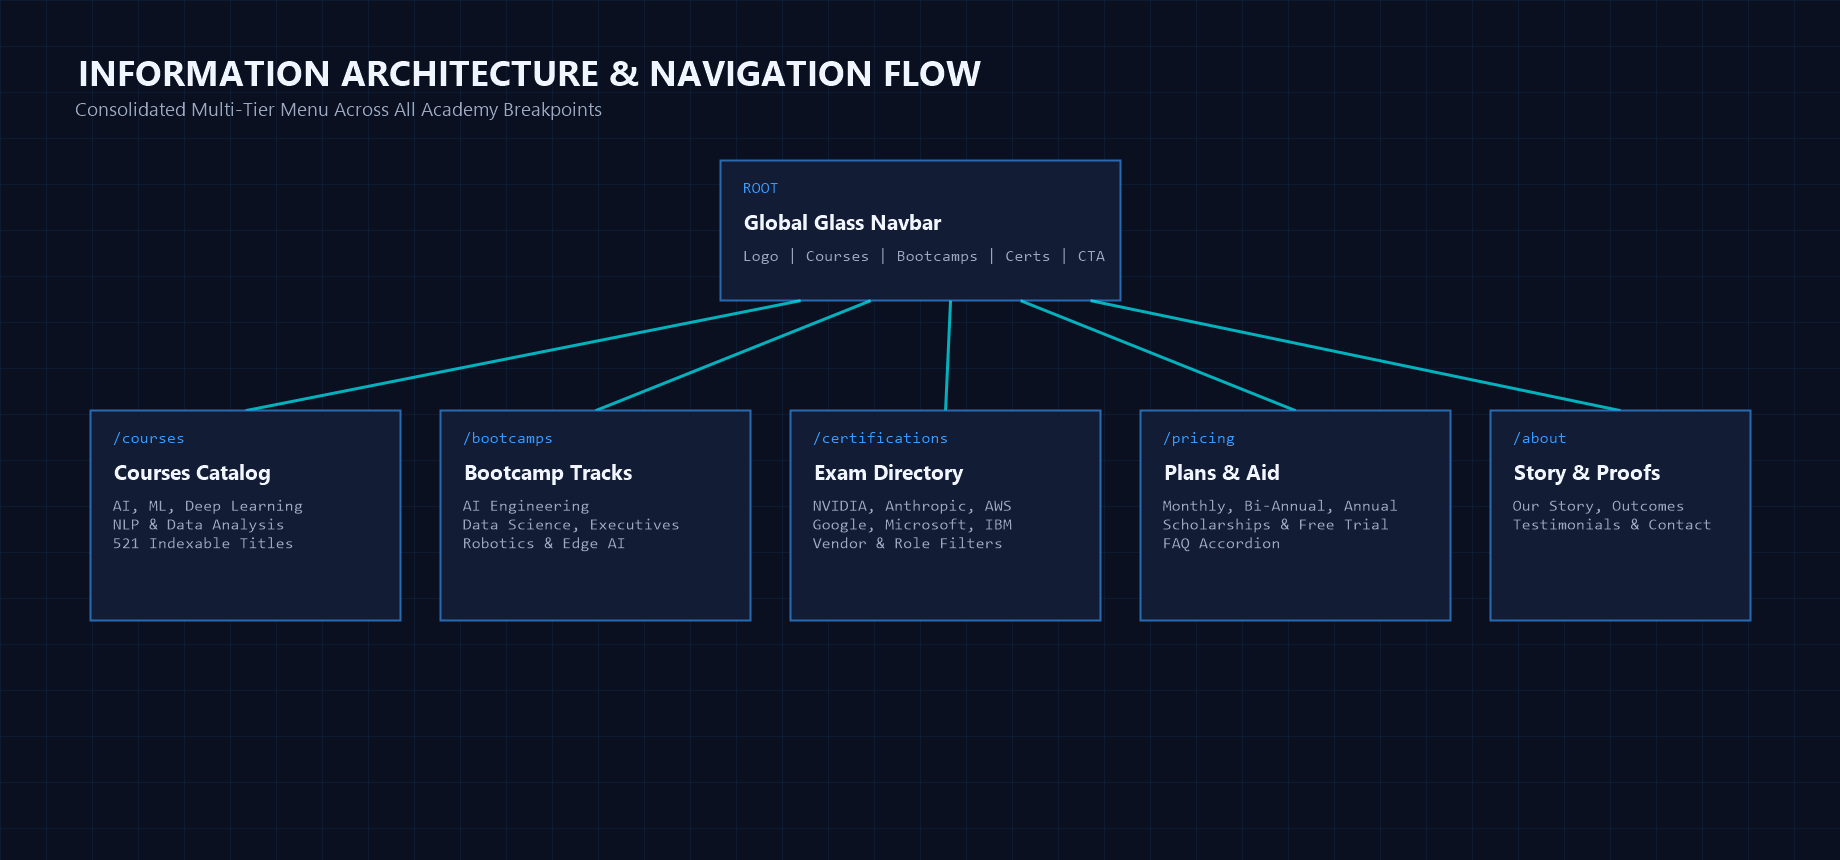 INFORMATION ARCHITECTURE & NAVIGATION FLOW
Consolidated Multi-Tier Menu Across All Academy Breakpoints
ROOT
Global Glass Navbar
Logo | Courses | Bootcamps | Certs | CTA
/courses
Courses Catalog
AI, ML, Deep Learning
NLP & Data Analysis
521 Indexable Titles
/bootcamps
Bootcamp Tracks
AI Engineering
Data Science, Executives
Robotics & Edge AI
/certifications
Exam Directory
NVIDIA, Anthropic, AWS
Google, Microsoft, IBM
Vendor & Role Filters
/pricing
Plans & Aid
Monthly, Bi-Annual, Annual
Scholarships & Free Trial
FAQ Accordion
/about
Story & Proofs
Our Story, Outcomes
Testimonials & Contact